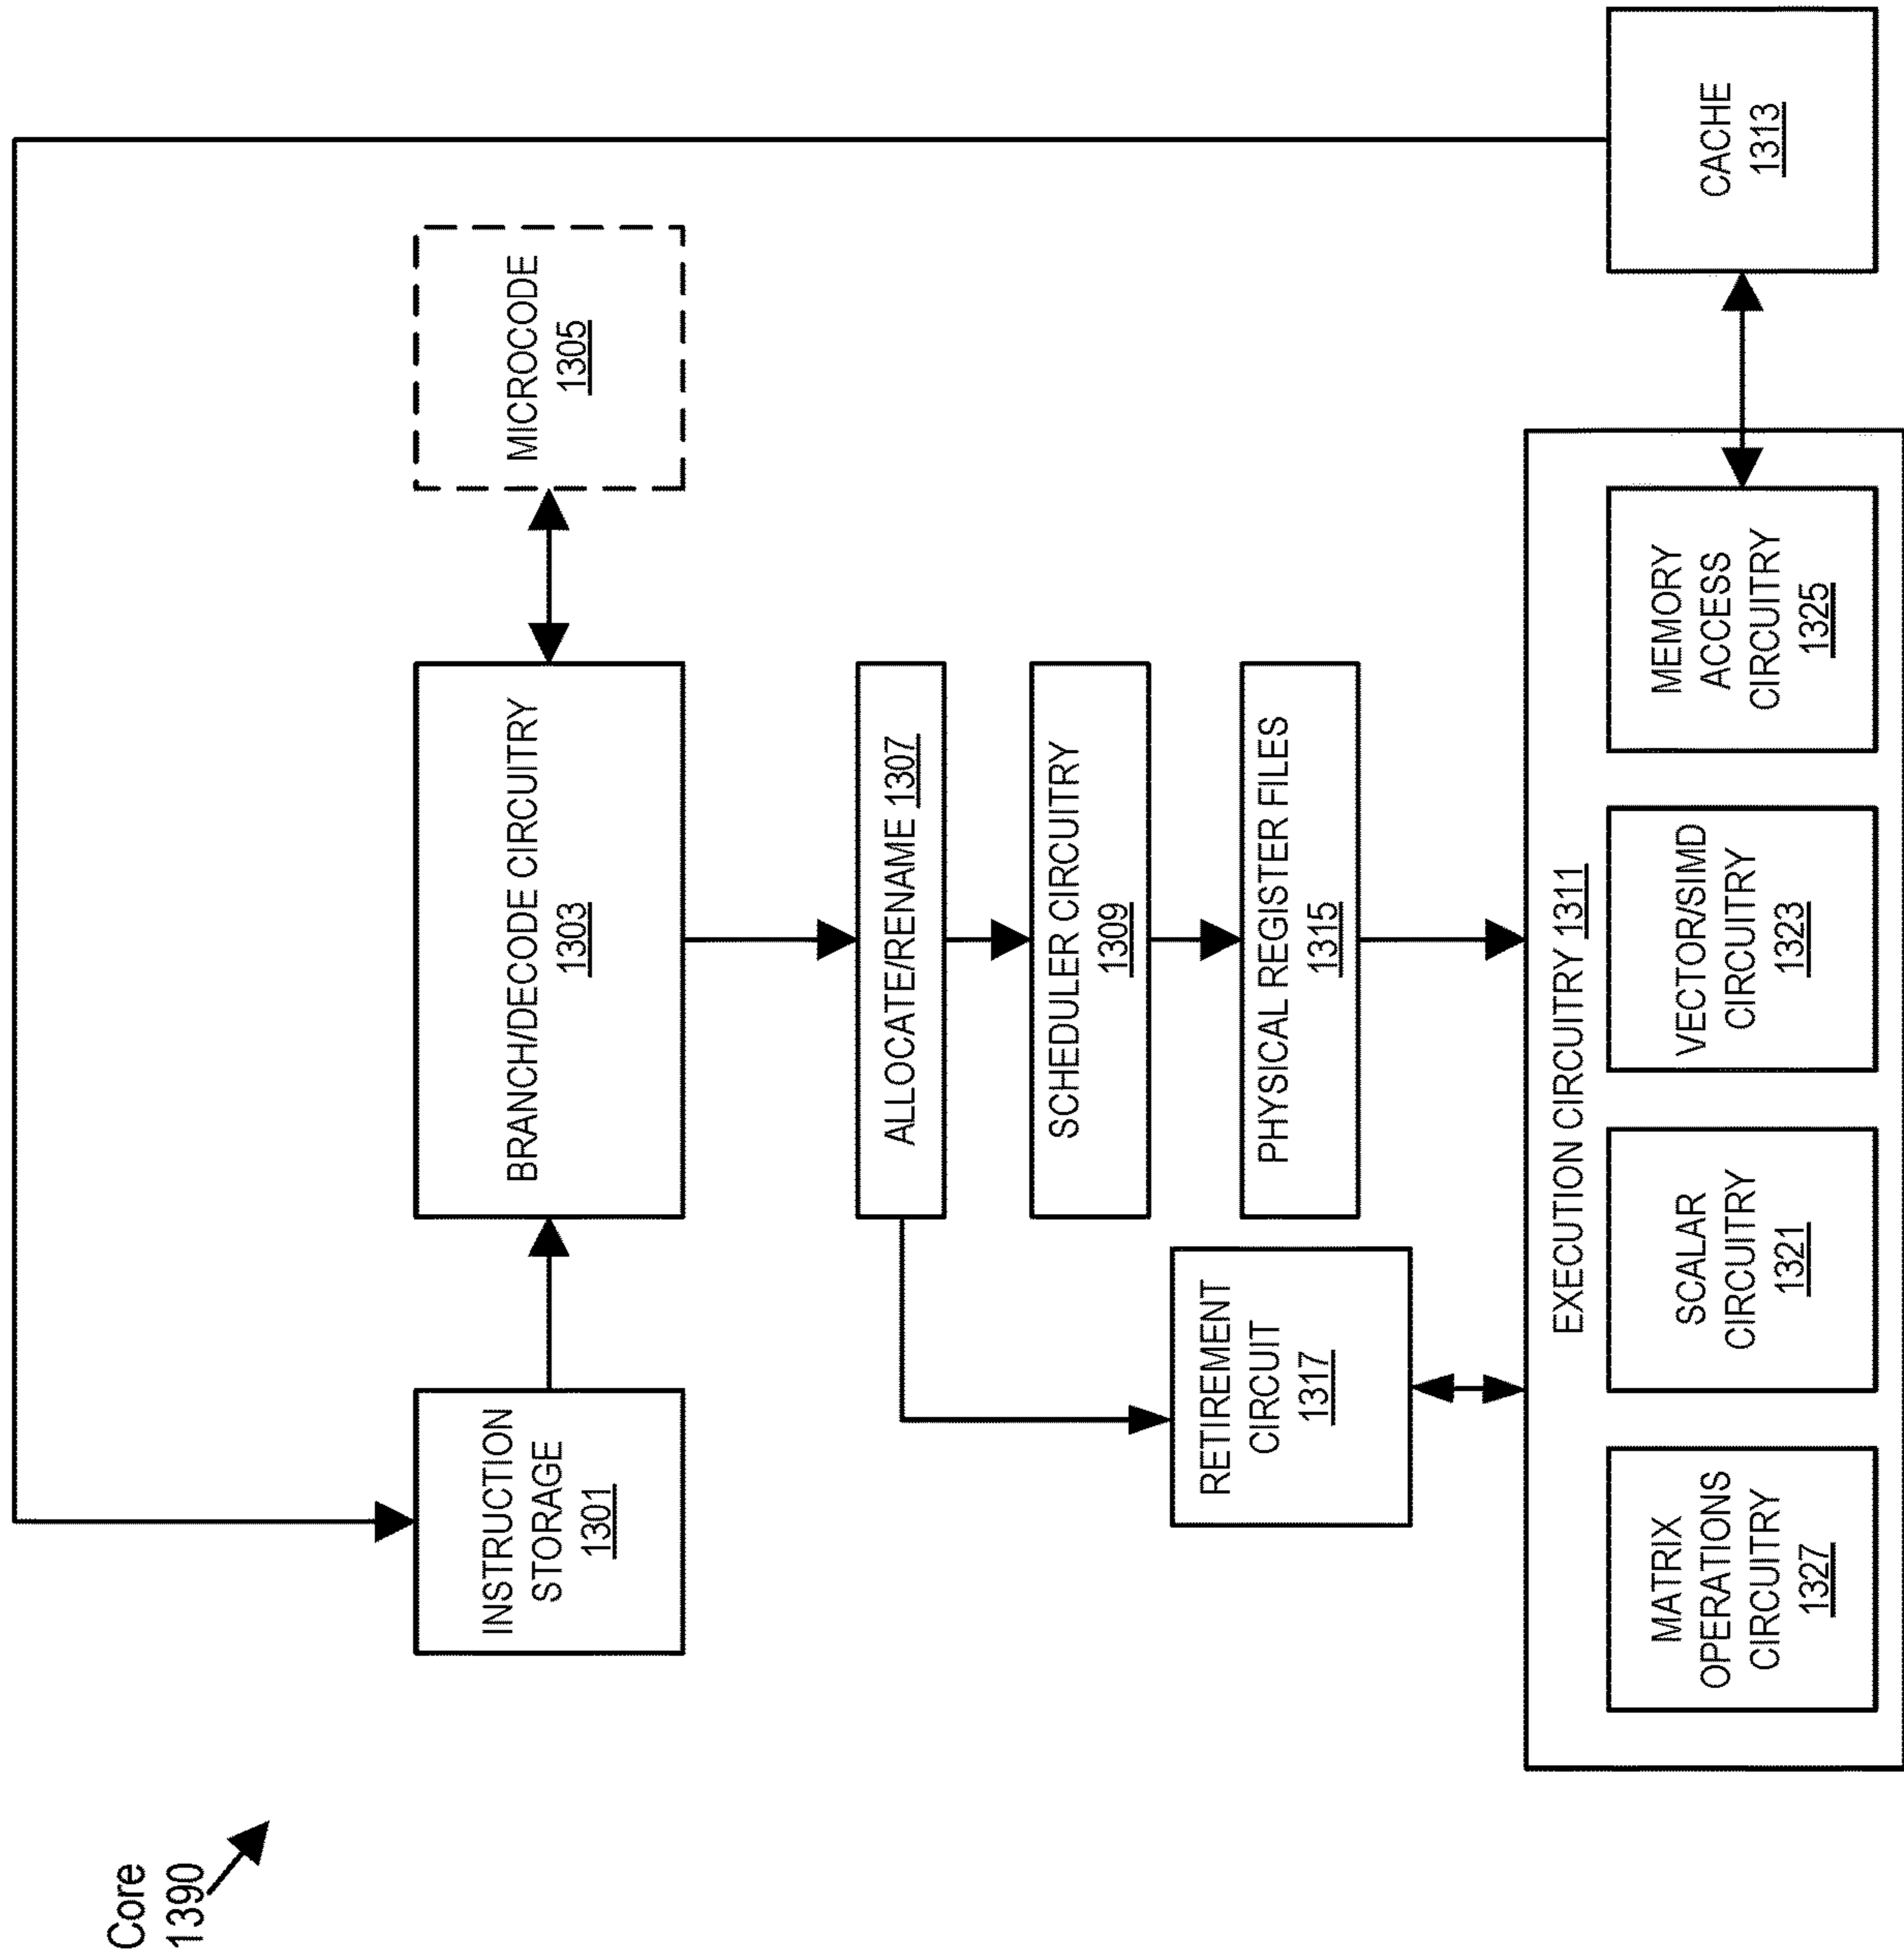 Core
1390
INSTRUCTION
STORAGE
1301
BRANCH/DECODE CIRCUITRY
1303
MICROCODE
1305
ALLOCATE/RENAME 1307
SCHEDULER CIRCUITRY
1309
PHYSICAL REGISTER FILES
1315
RETIREMENT
CIRCUIT
1317
EXECUTION CIRCUITRY 1311
MATRIX
OPERATIONS
CIRCUITRY
1327
SCALAR
CIRCUITRY
1321
VECTOR/SIMD
CIRCUITRY
1323
MEMORY
ACCESS
CIRCUITRY
1325
CACHE
1313